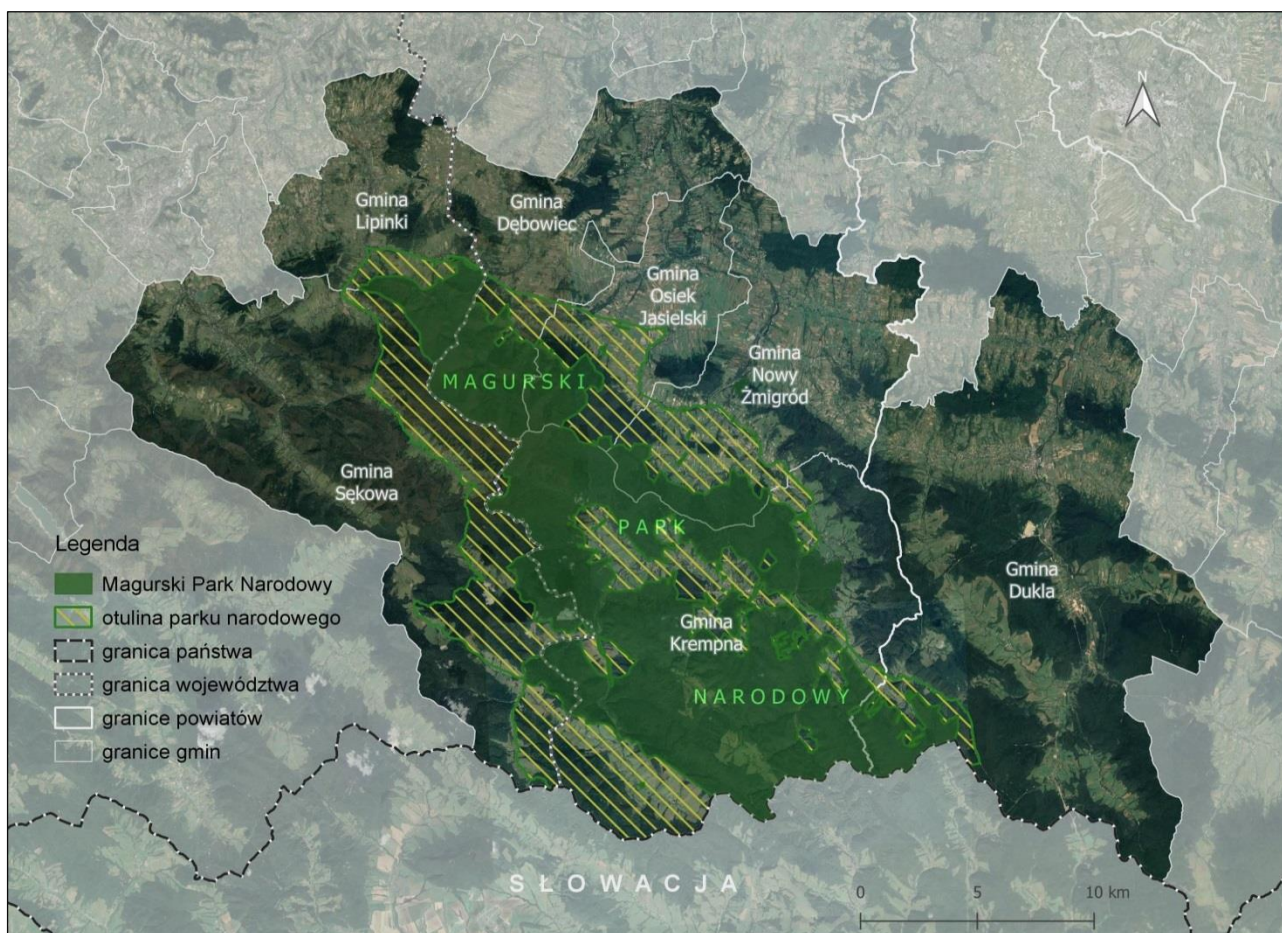 N
Gmina
Lipinki
Gmina
Dębowiec
Gmina
Osiek
Jasielski
Gmina
Nowy
Żmigród
MAGURSKI
Gmina
Sękowa
PARK
Gmina
Dukla
Gmina
Krempna
NARODOWY
Legenda
Magurski Park Narodowy
otulina parku narodowego
granica państwa
granica województwa
granice powiatów
granice gmin
SŁOWACJA
0 5 10 km